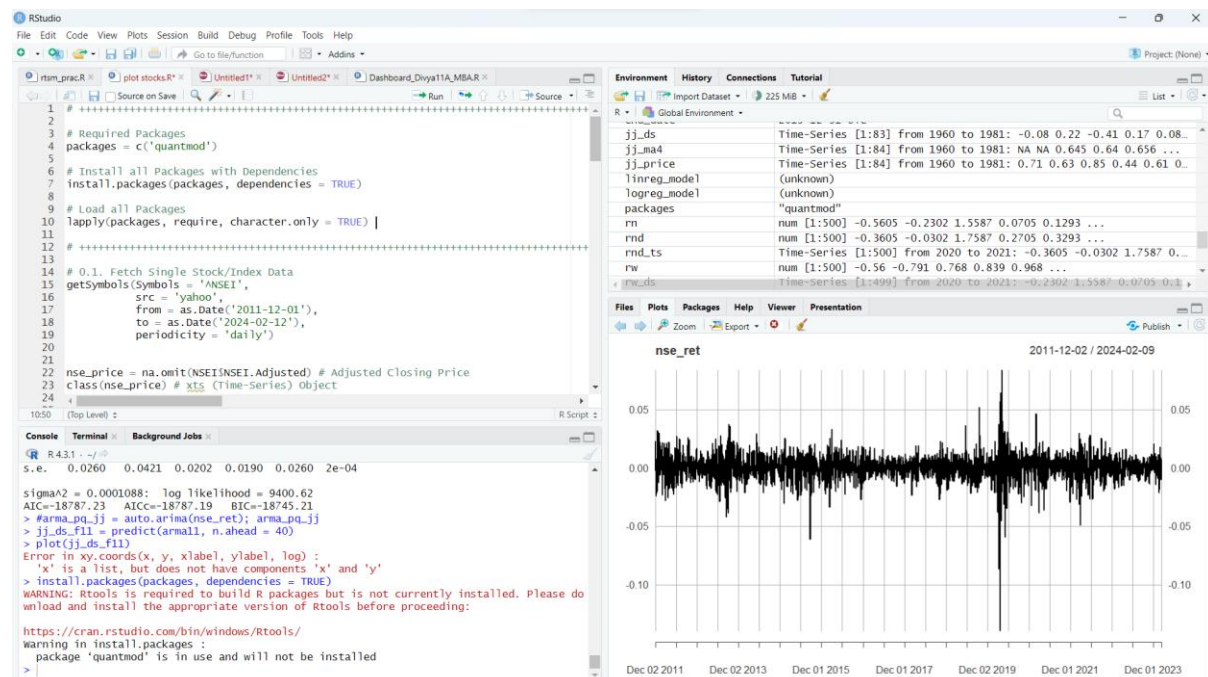 RStudio
File Edit Code View Plots Session Build Debug Profile Tools Help
Go to file/function Addins Project: (None)
rtsm_prac.R plot stocks.R* Untitled1* Untitled2* Dashboard_Divya11A_MBA.R
Source on Save Run Source
1 # ++++++++++++++++++++++++++++++++++++++++++++++++++++++++++++++++++++++++++++++
2
3 # Required Packages
4 packages = c('quantmod')
5
6 # Install all Packages with Dependencies
7 install.packages(packages, dependencies = TRUE)
8
9 # Load all Packages
10 lapply(packages, require, character.only = TRUE)
11
12 # ++++++++++++++++++++++++++++++++++++++++++++++++++++++++++++++++++++++++++++++
13
14 # 0.1. Fetch Single Stock/Index Data
15 getSymbols(Symbols = '^NSEI',
16 src = 'yahoo',
17 from = as.Date('2011-12-01'),
18 to = as.Date('2024-02-12'),
19 periodicity = 'daily')
20
21
22 nse_price = na.omit(NSEI$NSEI.Adjusted) # Adjusted Closing Price
23 class(nse_price) # xts (Time-Series) Object
24
10:50 (Top Level) R Script
Console Terminal Background Jobs
R 4.3.1 · ~/
s.e. 0.0260 0.0421 0.0202 0.0190 0.0260 2e-04
sigma^2 = 0.0001088: log likelihood = 9400.62
AIC=-18787.23 AICc=-18787.19 BIC=-18745.21
> #arma_pq_jj = auto.arima(nse_ret); arma_pq_jj
> jj_ds_f11 = predict(arma11, n.ahead = 40)
> plot(jj_ds_f11)
Error in xy.coords(x, y, xlabel, ylabel, log) :
'x' is a list, but does not have components 'x' and 'y'
> install.packages(packages, dependencies = TRUE)
WARNING: Rtools is required to build R packages but is not currently installed. Please do
wnload and install the appropriate version of Rtools before proceeding:
https://cran.rstudio.com/bin/windows/Rtools/
Warning in install.packages :
package ‘quantmod’ is in use and will not be installed
>
Environment History Connections Tutorial
Import Dataset 225 MiB List
R Global Environment
jj_ds Time-Series [1:83] from 1960 to 1981: -0.08 0.22 -0.41 0.17 0.08…
jj_ma4 Time-Series [1:84] from 1960 to 1981: NA NA 0.645 0.64 0.656 ...
jj_price Time-Series [1:84] from 1960 to 1981: 0.71 0.63 0.85 0.44 0.61 0…
linreg_model (unknown)
logreg_model (unknown)
packages "quantmod"
rn num [1:500] -0.5605 -0.2302 1.5587 0.0705 0.1293 ...
rnd num [1:500] -0.3605 -0.0302 1.7587 0.2705 0.3293 ...
rnd_ts Time-Series [1:500] from 2020 to 2021: -0.3605 -0.0302 1.7587 0…
rw num [1:500] -0.56 -0.791 0.768 0.839 0.968 ...
rw_ds Time-Series [1:499] from 2020 to 2021: -0.2302 1.5587 0.0705 0.1
Files Plots Packages Help Viewer Presentation
Zoom Export Publish
nse_ret 2011-12-02 / 2024-02-09
0.05 0.05
0.00 0.00
-0.05 -0.05
-0.10 -0.10
Dec 02 2011 Dec 02 2013 Dec 01 2015 Dec 01 2017 Dec 02 2019 Dec 01 2021 Dec 01 2023